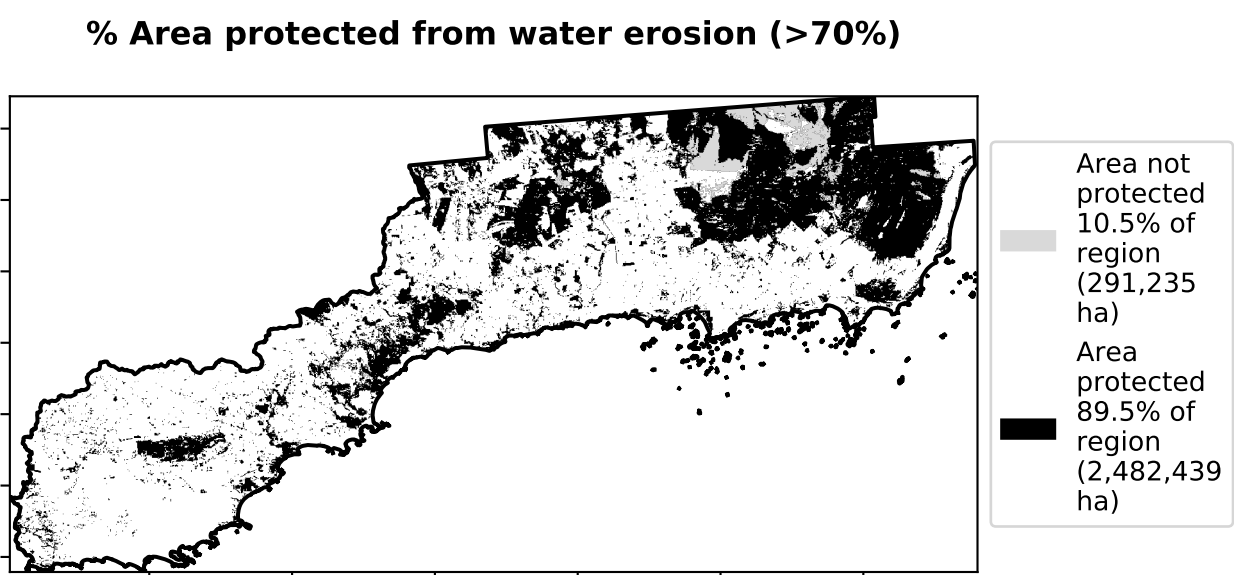 % Area protected from water erosion (>70%)
Area not
protected
10.5% of
region
(291,235
ha)
Area
protected
89.5% of
region
(2,482,439
ha)